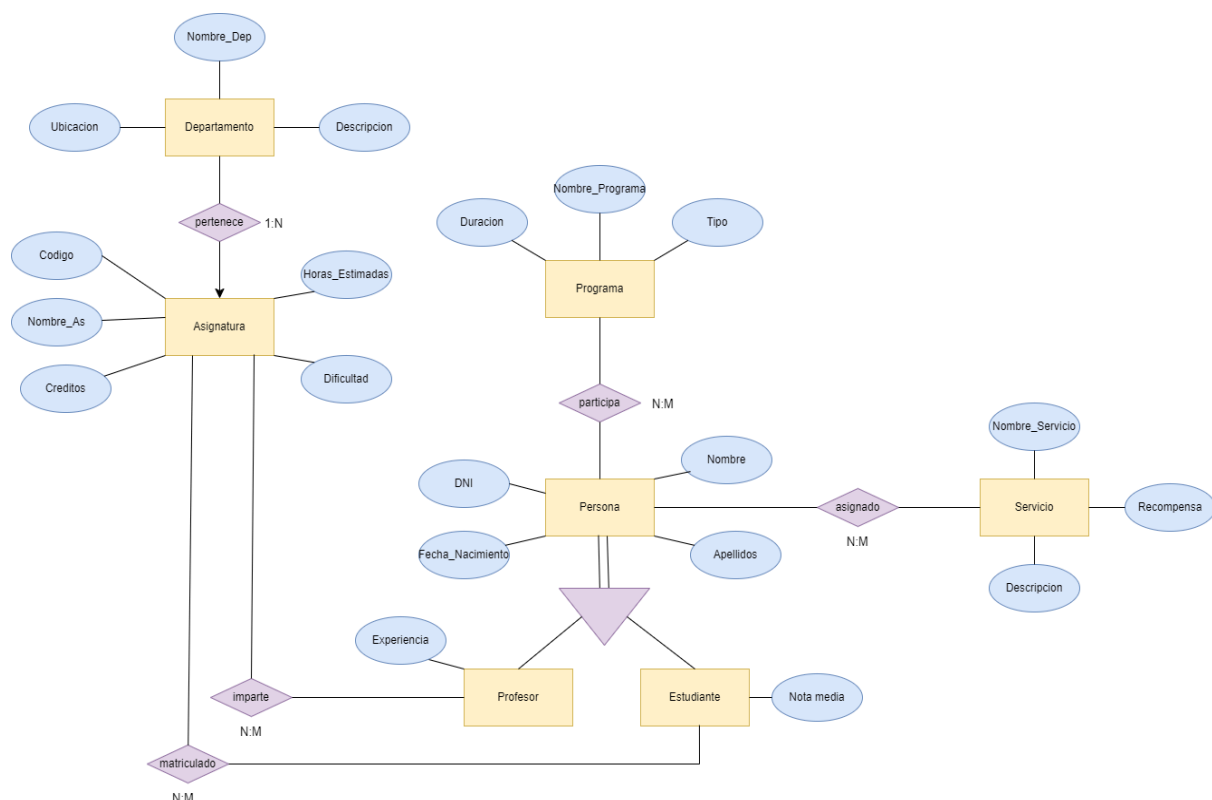 Nombre_Dep
Ubicacion
Departamento
Descripcion
pertenece
1:N
Codigo
Horas_Estimadas
Nombre_As
Asignatura
Creditos
Dificultad
Nombre_Programa
Duracion
Tipo
Programa
participa
N:M
DNI
Nombre
Persona
Fecha_Nacimiento
Apellidos
asignado
N:M
Nombre_Servicio
Servicio
Recompensa
Descripcion
Experiencia
imparte
N:M
Profesor
Estudiante
Nota media
matriculado
N:M